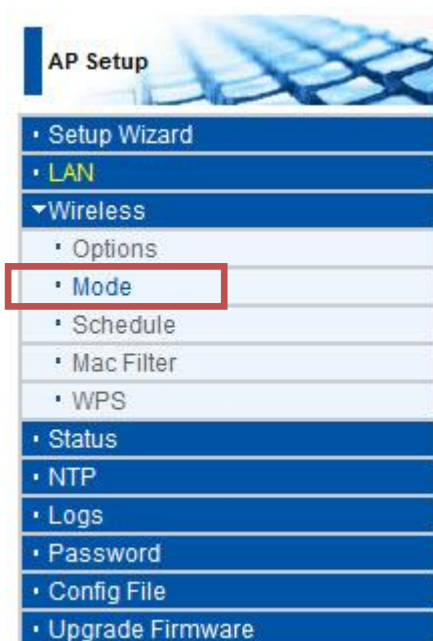 AP Setup
Setup Wizard
LAN
Wireless
Options
Mode
Schedule
Mac Filter
WPS
Status
NTP
Logs
Password
Config File
Upgrade Firmware